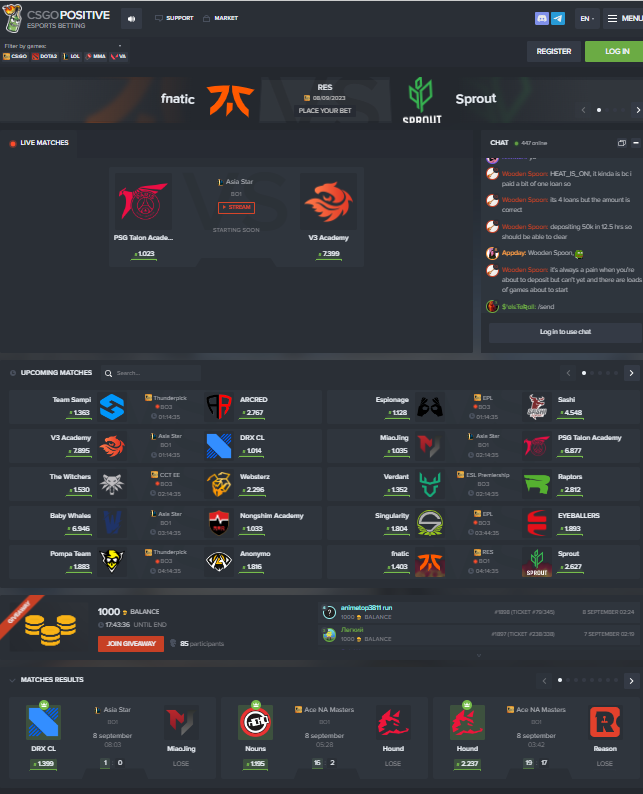 CSGOPOSITIVE
ESPORTS BETTING
SUPPORT
MARKET
EN
MENU
Filter by games:
CS:GO
DOTA2
LOL
MMA
VA
REGISTER
LOG IN
fnatic
RES
08/09/2023
PLACE YOUR BET
SPROUT
Sprout
LIVE MATCHES
Asia Star
BO1
STREAM
STARTING SOON
PSG Talon Acade...
1.023
V3 Academy
7.399
CHAT
447 online
Wooden Spoon: HEAT_IS_ON!, it kinda is bc i
paid a bit of one loan so
Wooden Spoon: its 4 loans but the amount is
correct
Wooden Spoon: depositing 50k in 12.5 hrs so
should be able to clear
Appday: Wooden Spoon,
Wooden Spoon: it's always a pain when you're
about to deposit but can't yet and there are loads
of games about to start
/send
Log in to use chat
UPCOMING MATCHES
Search...
Team Sampi
1.363
Thunderpick
BO3
01:14:35
ARCRED
2.767
Espionage
1.128
EPL
BO3
01:14:35
Sashi
4.548
V3 Academy
7.895
Asia Star
BO1
01:14:35
DRX CL
1.014
MiaoJing
1.035
Asia Star
BO1
02:14:35
PSG Talon Academy
6.877
The Witchers
1.530
CCT EE
BO3
02:14:35
Websterz
2.296
Verdant
1.352
ESL Premiership
BO3
02:14:35
Raptors
2.812
Baby Whales
6.946
Asia Star
BO1
03:14:35
Nongshim Academy
1.033
Singularity
1.804
EPL
BO3
03:44:35
EYEBALLERS
1.893
Pompa Team
1.883
Thunderpick
BO3
04:14:35
Anonymo
1.816
fnatic
1.403
RES
BO1
04:14:35
SPROUT
Sprout
2.627
Giveaway
1000 BALANCE
17:43:36 UNTIL END
JOIN GIVEAWAY
85 participants
animetop3811 run
1000 BALANCE
#1898 (TICKET #79/345)
8 SEPTEMBER 02:24
Легкий
1000 BALANCE
#1897 (TICKET #238/338)
7 SEPTEMBER 02:19
MATCHES RESULTS
DRX CL
1.399
Asia Star
BO1
8 september
08:03
1 0
MiaoJing
LOSE
Nouns
1.195
Ace NA Masters
BO1
8 september
05:28
16 2
Hound
LOSE
Hound
2.237
Ace NA Masters
BO1
8 september
03:42
19 17
Reason
LOSE